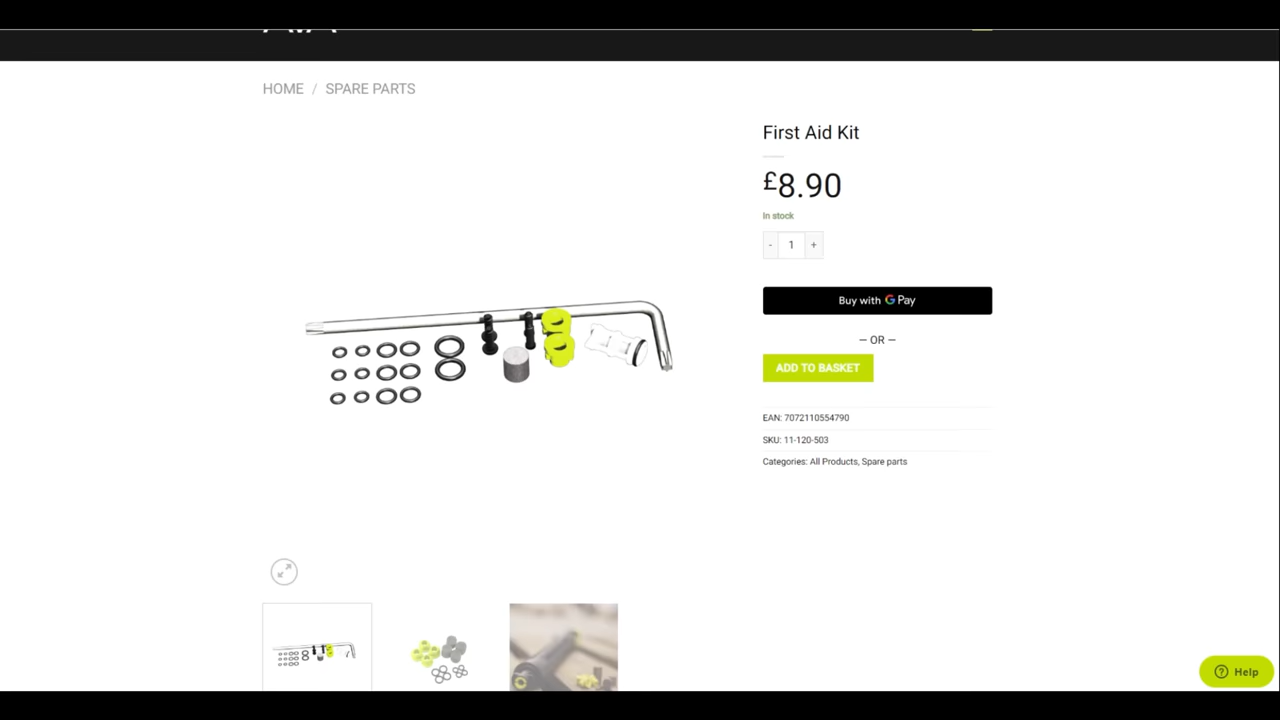 HOME / SPARE PARTS
First Aid Kit
£8.90
In stock
- 1 +
Buy with G Pay
— OR —
ADD TO BASKET
EAN: 7072110554790
SKU: 11-120-503
Categories: All Products, Spare parts
Help